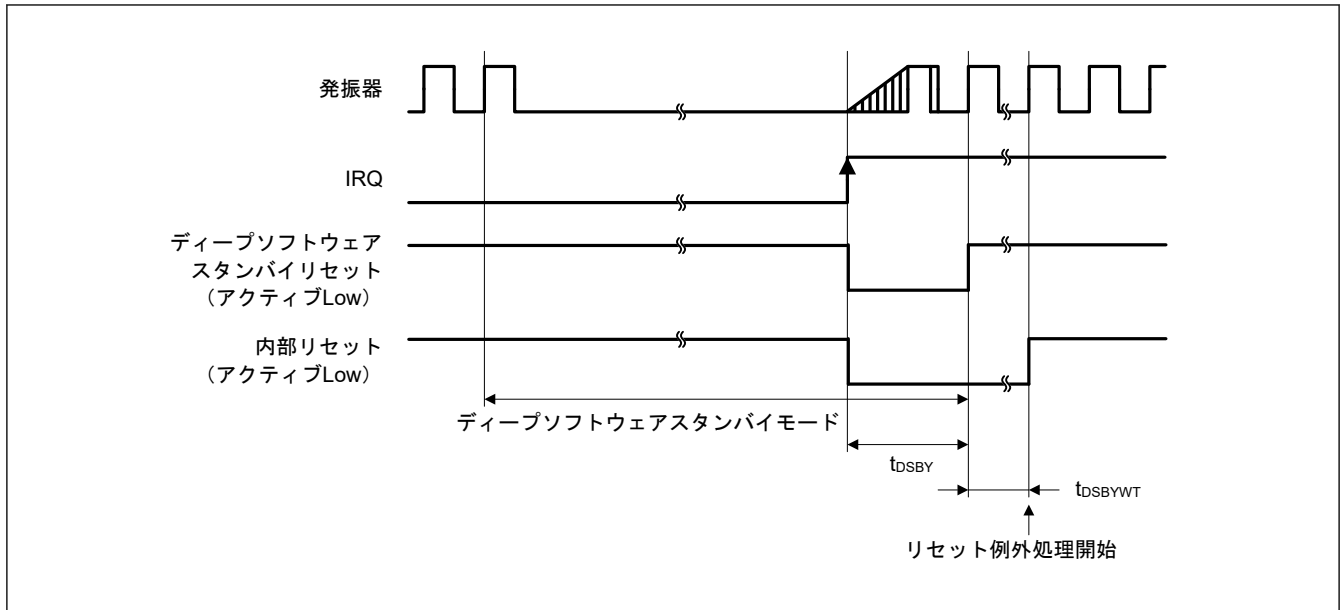 発振器
IRQ
ディープソフトウェア
スタンバイリセット
（アクティブLow）
内部リセット
（アクティブLow）
ディープソフトウェアスタンバイモード
tDSBY
tDSBYWT
リセット例外処理開始